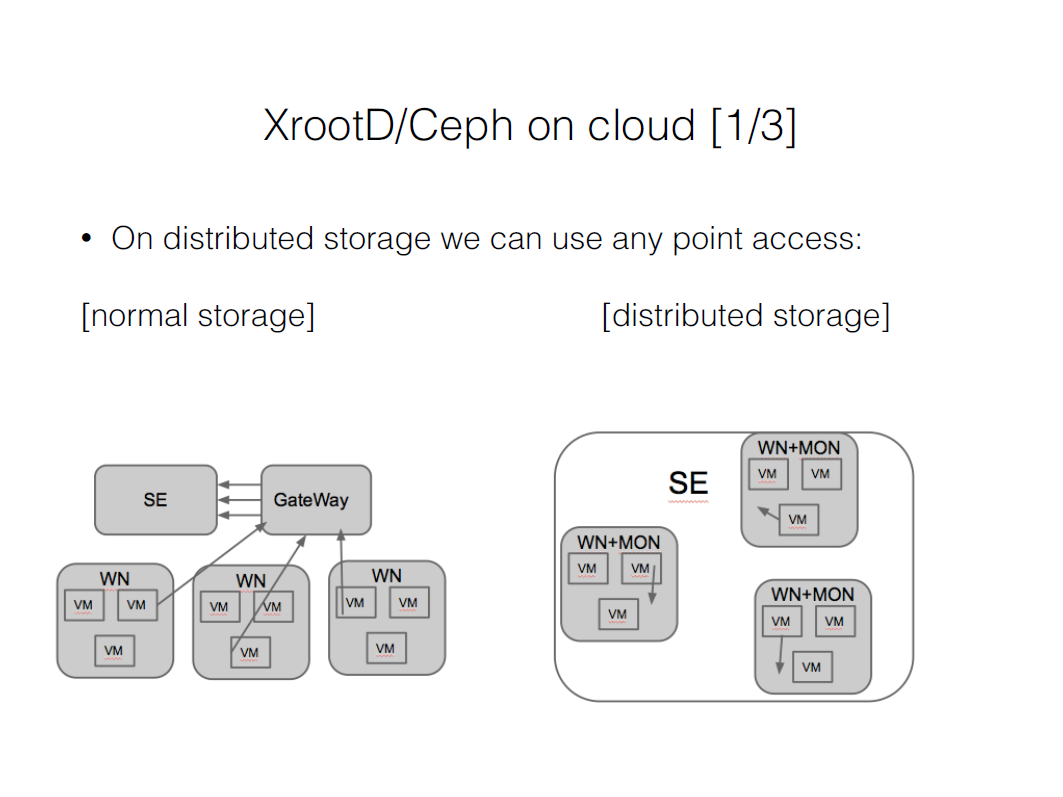 XrootD/Ceph on cloud [1/3]
• On distributed storage we can use any point access:
[normal storage]
[distributed storage]
SE
GateWay
WN
VM
VM
VM
WN
VM
VM
VM
WN
VM
VM
VM
SE
WN+MON
VM
VM
VM
WN+MON
VM
VM
VM
WN+MON
VM
VM
VM